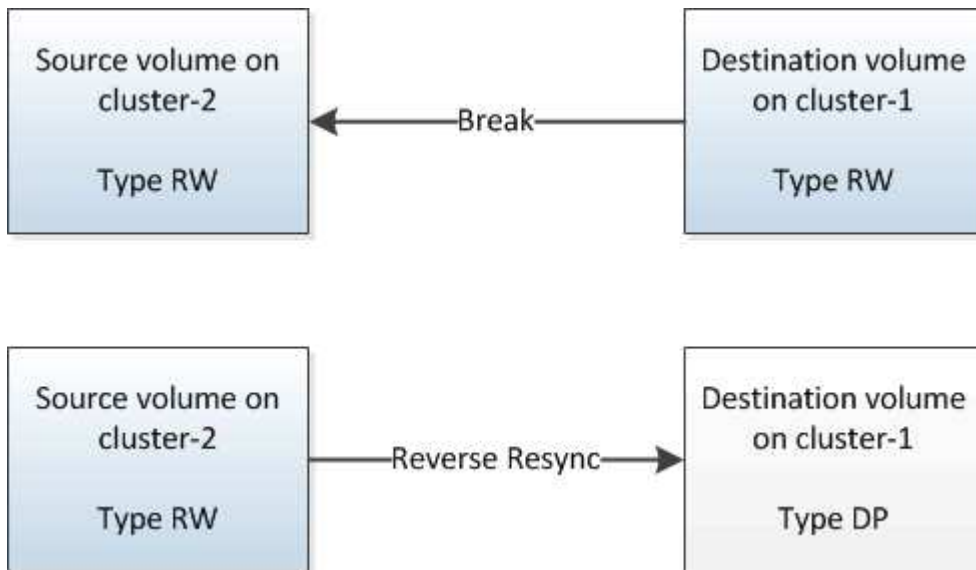 Source volume on
cluster-2
Type RW
Break
Destination volume
on cluster-1
Type RW
Source volume on
cluster-2
Type RW
Reverse Resync
Destination volume
on cluster-1
Type DP